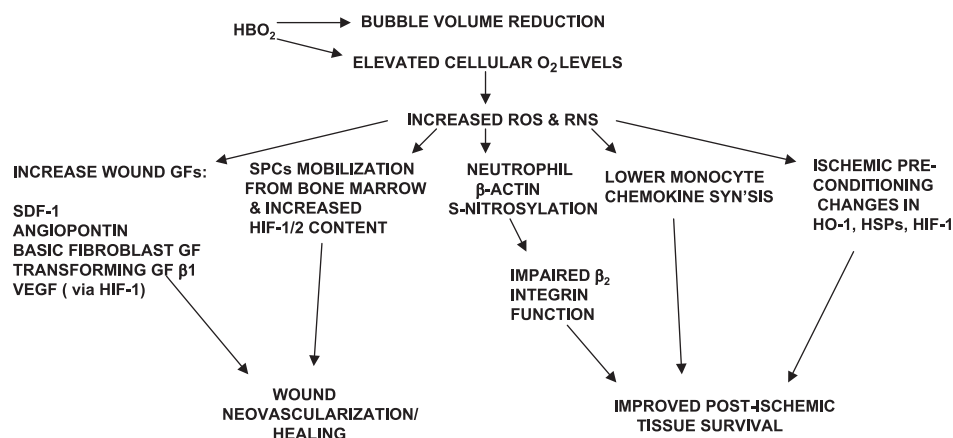 HBO₂
BUBBLE VOLUME REDUCTION
ELEVATED CELLULAR O₂ LEVELS
INCREASED ROS & RNS
INCREASE WOUND GFs:
SDF-1
ANGIOPONTIN
BASIC FIBROBLAST GF
TRANSFORMING GF β1
VEGF ( via HIF-1)
SPCs MOBILIZATION
FROM BONE MARROW
& INCREASED
HIF-1/2 CONTENT
NEUTROPHIL
β-ACTIN
S-NITROSYLATION
LOWER MONOCYTE
CHEMOKINE SYN'SIS
ISCHEMIC PRE-
CONDITIONING
CHANGES IN
HO-1, HSPs, HIF-1
IMPAIRED β₂
INTEGRIN
FUNCTION
WOUND
NEOVASCULARIZATION/
HEALING
IMPROVED POST-ISCHEMIC
TISSUE SURVIVAL